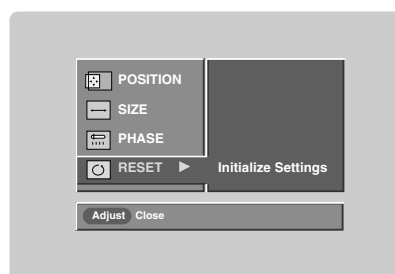 POSITION
SIZE
PHASE
RESET ▶ Initialize Settings
Adjust Close